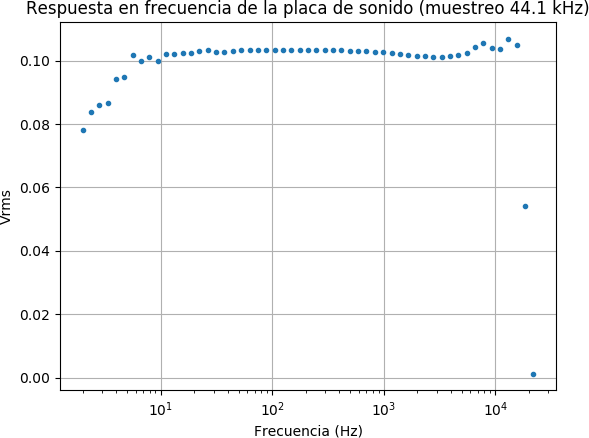 Respuesta en frecuencia de la placa de sonido (muestreo 44.1 kHz)
0.10
0.08
0.06
0.04
0.02
0.00
Vrms
10¹ 10² 10³ 10⁴
Frecuencia (Hz)